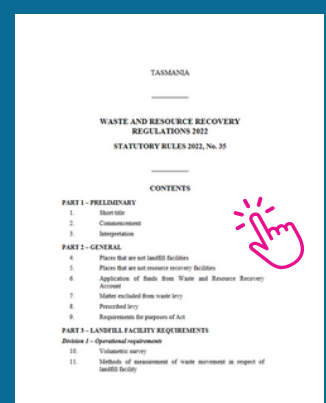 TASMANIA
WASTE AND RESOURCE RECOVERY
REGULATIONS 2022
STATUTORY RULES 2022, No. 35
CONTENTS
PART 1 – PRELIMINARY
1. Short title
2. Commencement
3. Interpretation
PART 2 – GENERAL
4. Places that are not landfill facilities
5. Places that are not resource recovery facilities
6. Application of funds from Waste and Resource Recovery
Account
7. Matter excluded from waste levy
8. Prescribed levy
9. Requirements for purposes of Act
PART 3 – LANDFILL FACILITY REQUIREMENTS
Division 1 – Operational requirements
10. Volumetric survey
11. Methods of measurement of waste movement in respect of
landfill facility